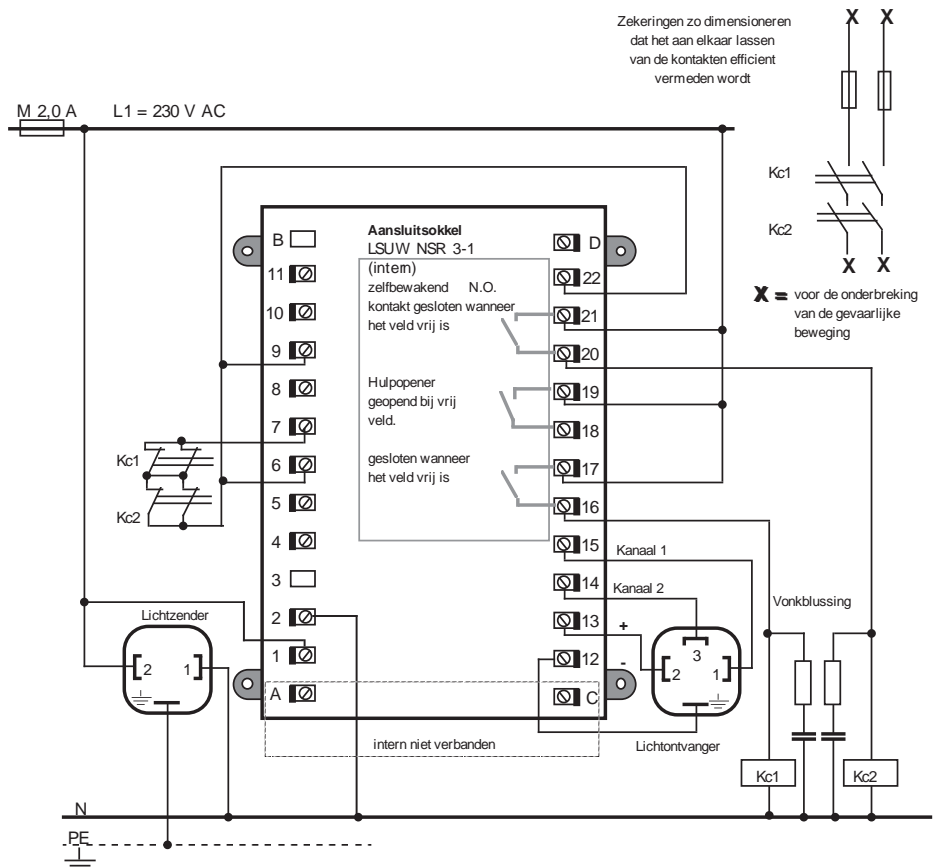 Zekeringen zo dimensioneren
dat het aan elkaar lassen
van de kontakten efficient
vermeden wordt
X X
M 2,0 A
L1 = 230 V AC
Kc1
Kc2
X X
X = voor de onderbreking
van de gevaarlijke
beweging
Aansluitsokkel
LSUW NSR 3-1
(intern)
zelfbewakend N.O.
kontakt gesloten wanneer
het veld vrij is
Hulpopener
geopend bij vrij
veld.
gesloten wanneer
het veld vrij is
B
11
10
9
8
7
6
5
4
3
2
1
A
D
22
21
20
19
18
17
16
15
14
13
12
C
Kc1
Kc2
Kanaal 1
Kanaal 2
+
-
Vonkblussing
Lichtzender
2 1
3
2 1
Lichtontvanger
intern niet verbanden
Kc1
Kc2
N
PE